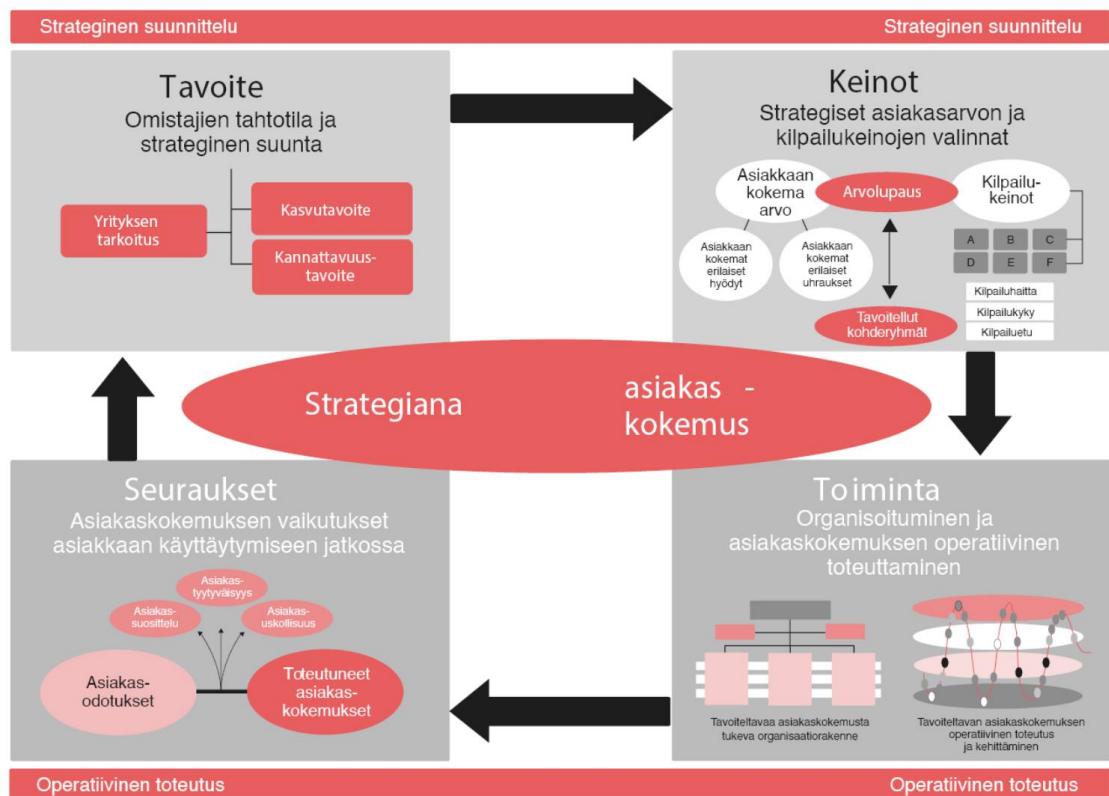 Strateginen suunnittelu
Strateginen suunnittelu
Tavoite
Omistajien tahtotila ja
strateginen suunta
Yrityksen
tarkoitus
Kasvutavoite
Kannattavuus-
tavoite
Keinot
Strategiset asiakasarvon ja
kilpailukeinojen valinnat
Asiakkaan
kokema
arvo
Arvolupaus
Kilpailu-
keinot
Asiakkaan
kokemat
erilaiset
hyödyt
Asiakkaan
kokemat
erilaiset
uhraukset
A B C
D E F
Kilpailuhaitta
Kilpailukyky
Kilpailuetu
Tavoitellut
kohderyhmät
Strategiana
asiakas -
kokemus
Seuraukset
Asiakaskokemuksen vaikutukset
asiakkaan käyttäytymiseen jatkossa
Asiakas-
tyytyväisyys
Asiakas-
suosittelu
Asiakas-
uskollisuus
Asiakas-
odotukset
Toteutuneet
asiakas-
kokemukset
Toiminta
Organisoituminen ja
asiakaskokemuksen operatiivinen
toteuttaminen
Tavoiteltavaa asiakaskokemusta
tukeva organisaatiorakenne
Tavoiteltavan asiakaskokemuksen
operatiivinen toteutus
ja kehittäminen
Operatiivinen toteutus
Operatiivinen toteutus